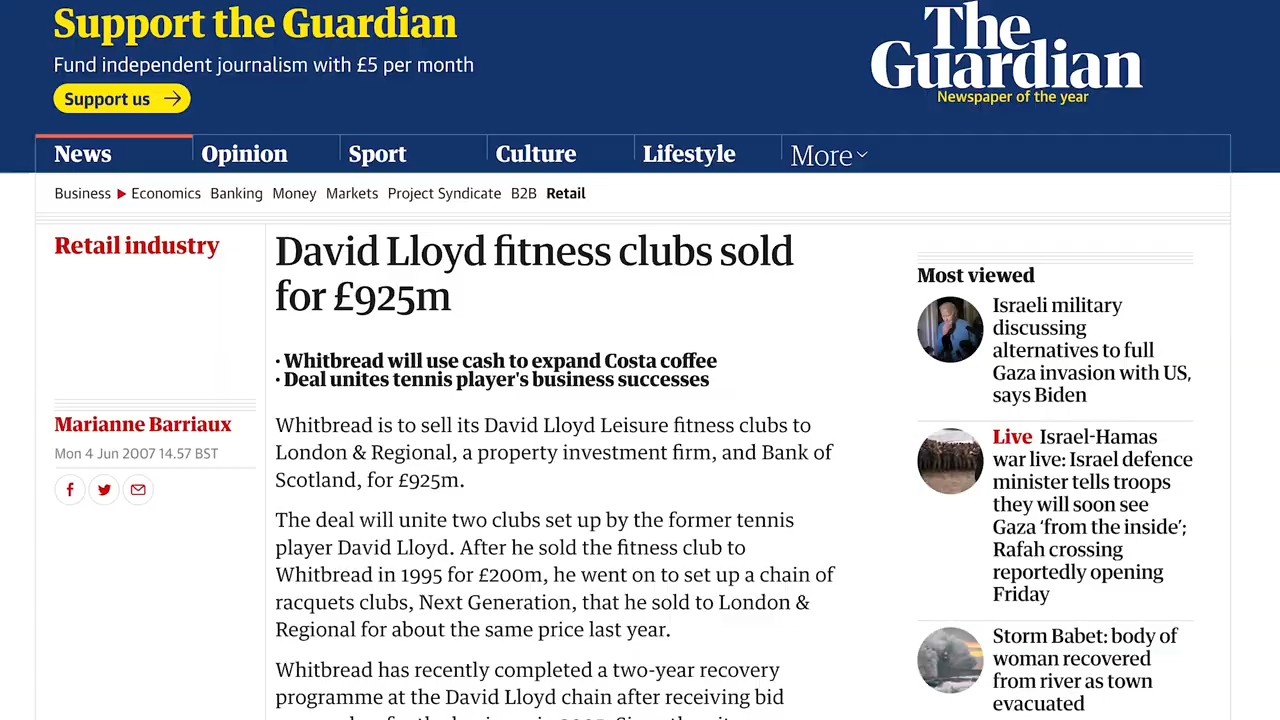 Support the Guardian
Fund independent journalism with £5 per month
Support us
The
Guardian
Newspaper of the year
News
Opinion
Sport
Culture
Lifestyle
More
Business
Economics
Banking
Money
Markets
Project Syndicate
B2B
Retail
Retail industry
Marianne Barriaux
Mon 4 Jun 2007 14.57 BST
David Lloyd fitness clubs sold
for £925m
· Whitbread will use cash to expand Costa coffee
· Deal unites tennis player's business successes
Whitbread is to sell its David Lloyd Leisure fitness clubs to
London & Regional, a property investment firm, and Bank of
Scotland, for £925m.
The deal will unite two clubs set up by the former tennis
player David Lloyd. After he sold the fitness club to
Whitbread in 1995 for £200m, he went on to set up a chain of
racquets clubs, Next Generation, that he sold to London &
Regional for about the same price last year.
Whitbread has recently completed a two-year recovery
programme at the David Lloyd chain after receiving bid
Most viewed
Israeli military
discussing
alternatives to full
Gaza invasion with US,
says Biden
Live Israel-Hamas
war live: Israel defence
minister tells troops
they will soon see
Gaza ‘from the inside’;
Rafah crossing
reportedly opening
Friday
Storm Babet: body of
woman recovered
from river as town
evacuated